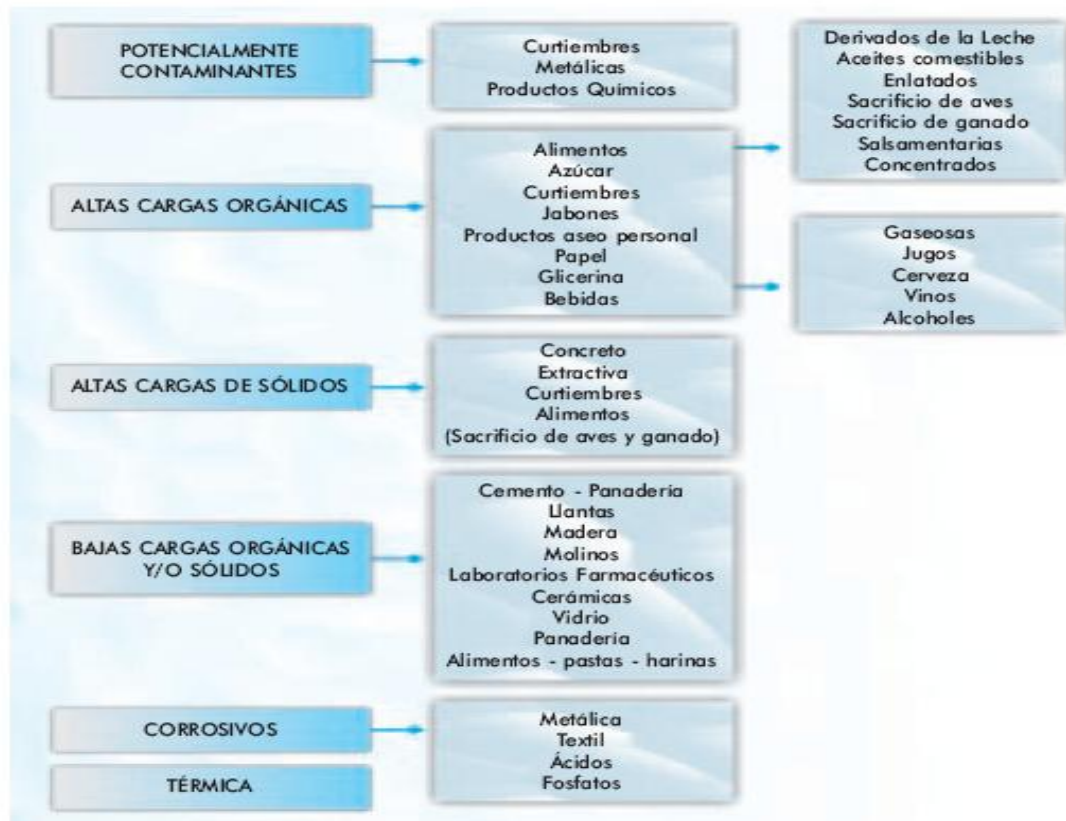 POTENCIALMENTE
CONTAMINANTES
Curtiembres
Metálicas
Productos Químicos
ALTAS CARGAS ORGÁNICAS
Alimentos
Azúcar
Curtiembres
Jabones
Productos aseo personal
Papel
Glicerina
Bebidas
Derivados de la Leche
Aceites comestibles
Enlatados
Sacrificio de aves
Sacrificio de ganado
Salsamentarias
Concentrados
Gaseosas
Jugos
Cerveza
Vinos
Alcoholes
ALTAS CARGAS DE SÓLIDOS
Concreto
Extractiva
Curtiembres
Alimentos
(Sacrificio de aves y ganado)
BAJAS CARGAS ORGÁNICAS
Y/O SÓLIDOS
Cemento - Panadería
Llantas
Madera
Molinos
Laboratorios Farmacéuticos
Cerámicas
Vidrio
Panadería
Alimentos - pastas - harinas
CORROSIVOS
Metálica
Textil
Ácidos
Fosfatos
TÉRMICA